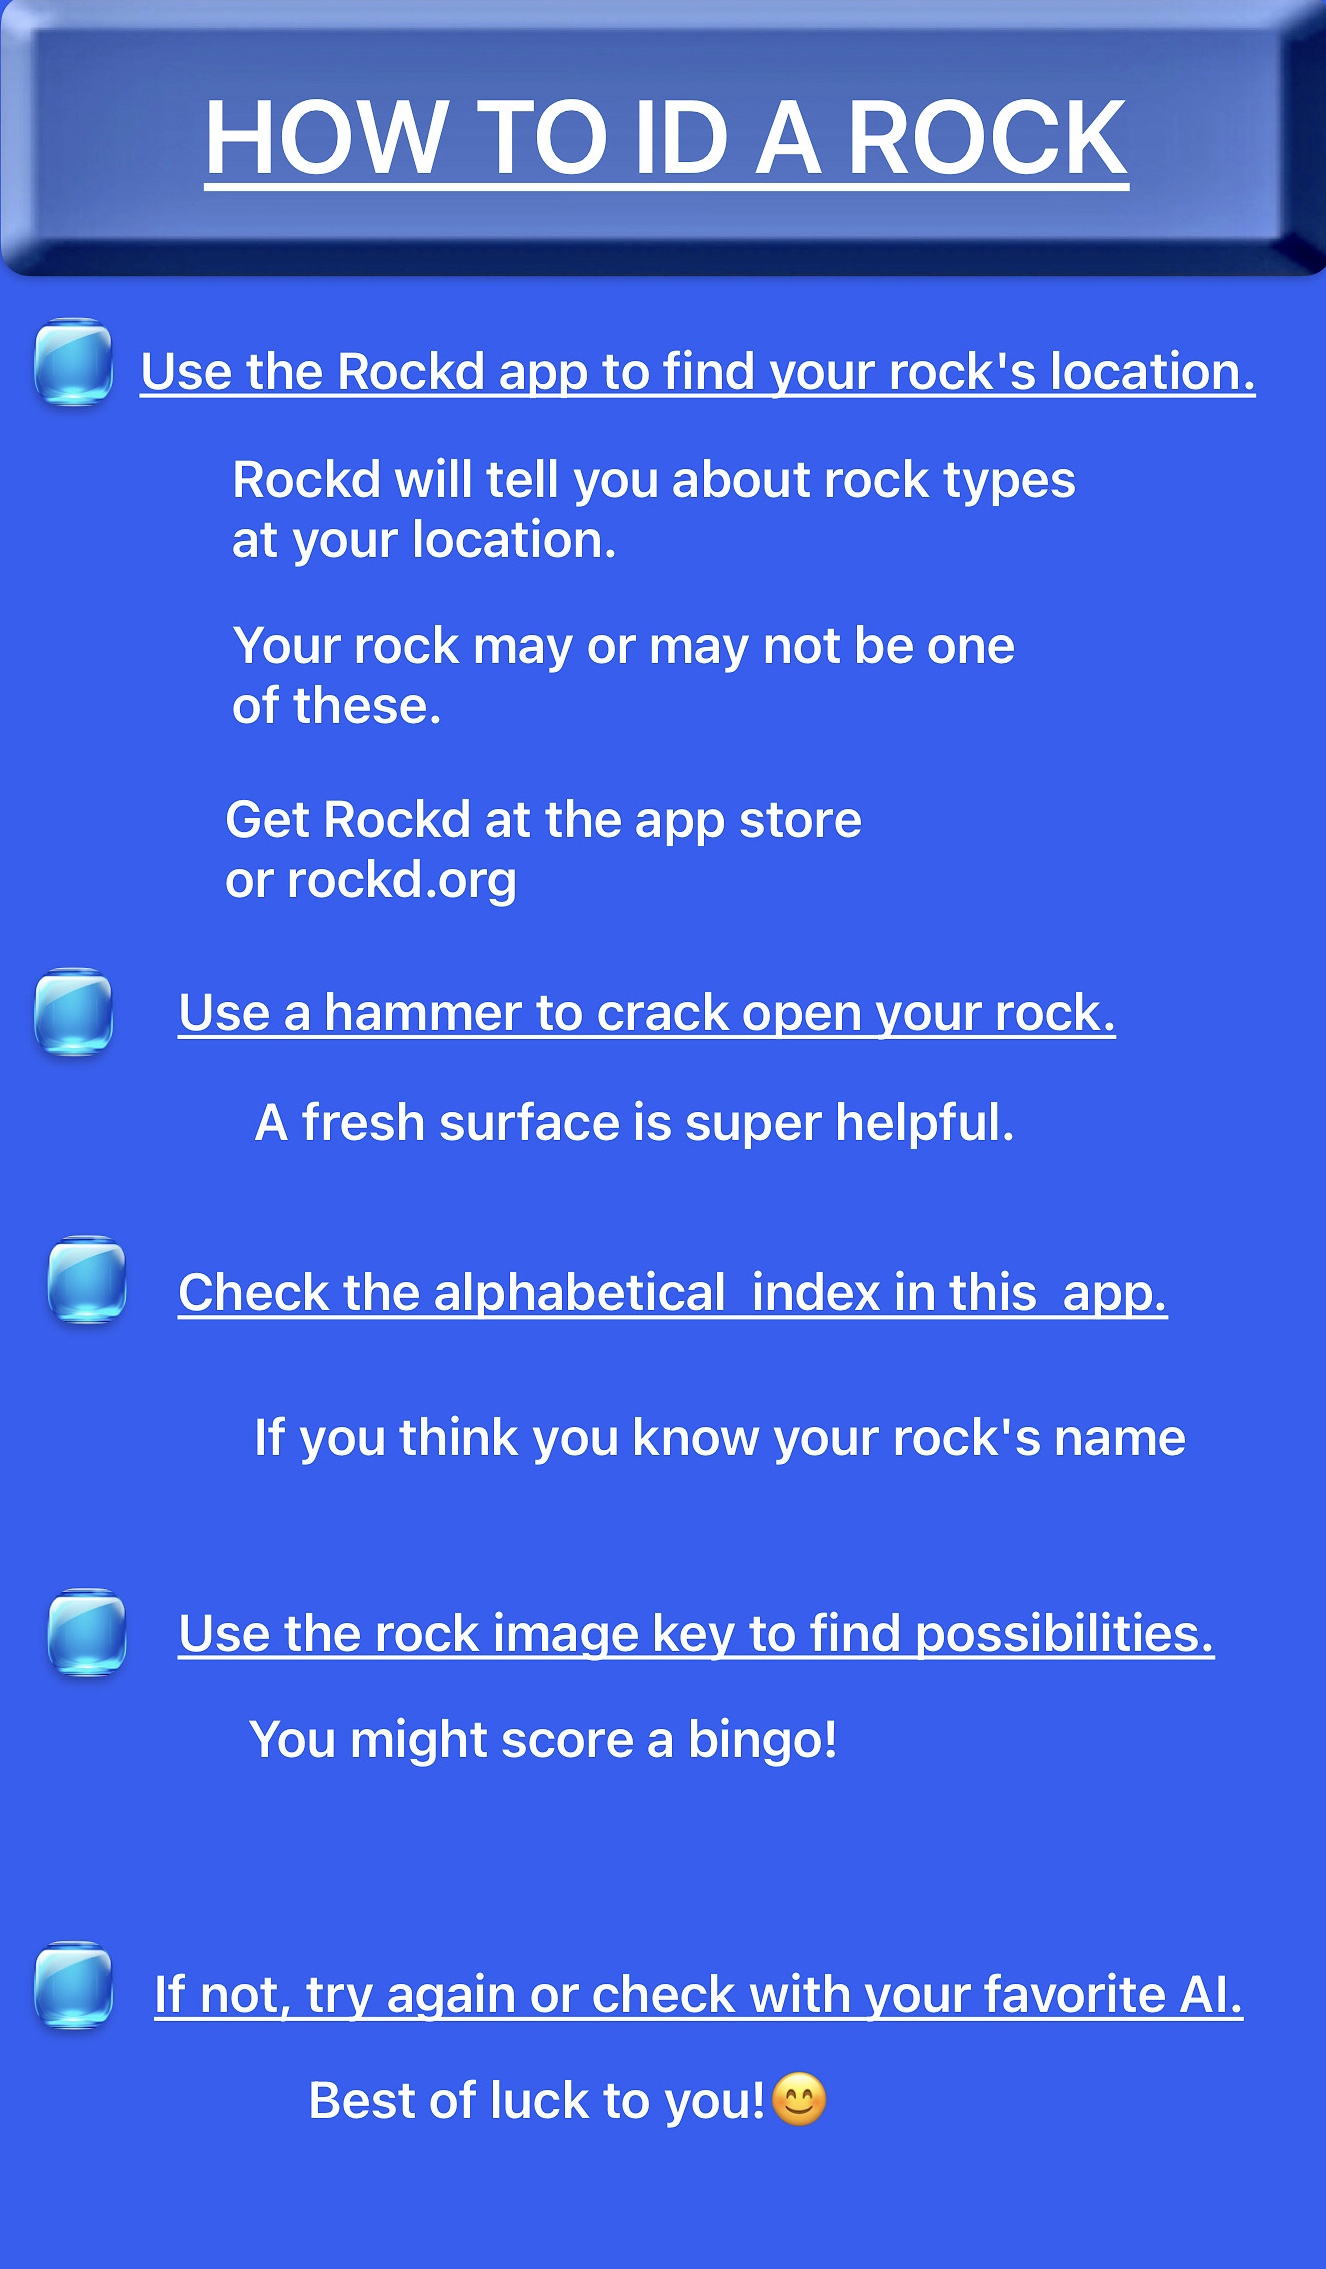 HOW TO ID A ROCK
Use the Rockd app to find your rock's location.
Rockd will tell you about rock types
at your location.
Your rock may or may not be one
of these.
Get Rockd at the app store
or rockd.org
Use a hammer to crack open your rock.
A fresh surface is super helpful.
Check the alphabetical  index in this  app.
If you think you know your rock's name
Use the rock image key to find possibilities.
You might score a bingo!
If not, try again or check with your favorite AI.
Best of luck to you!😊